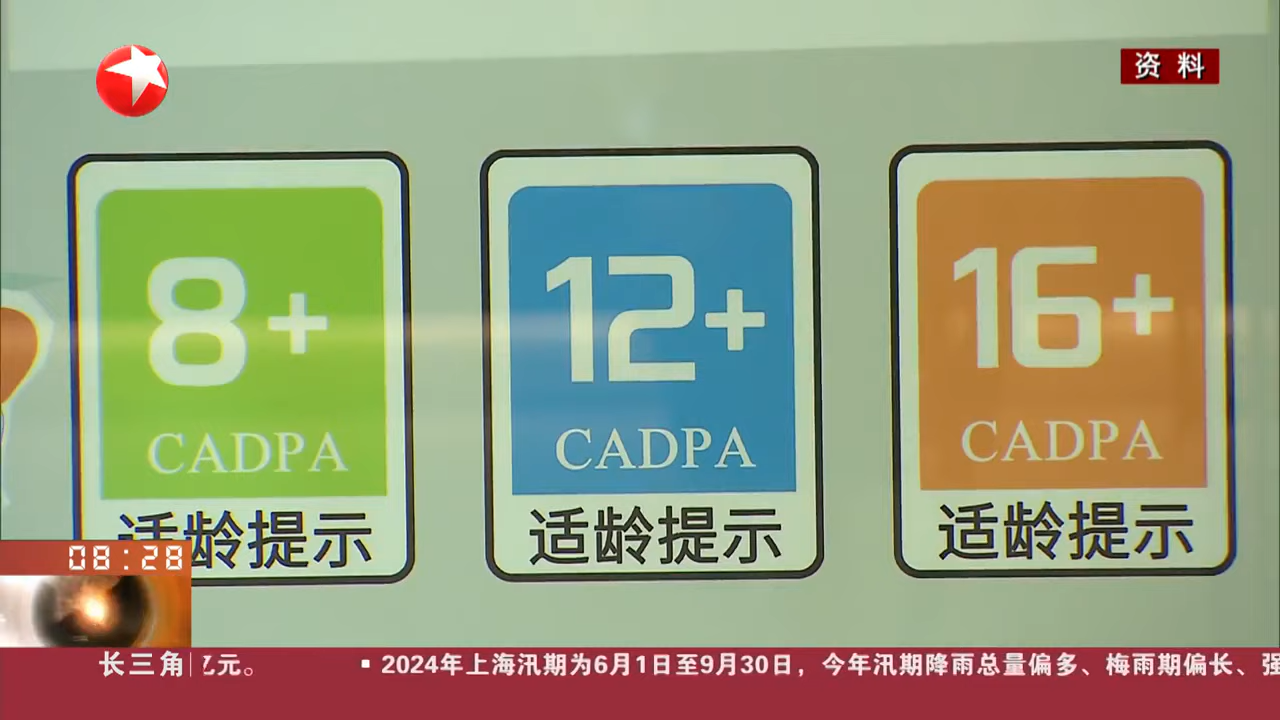 资料
8+
CADPA
适龄提示
12+
CADPA
适龄提示
16+
CADPA
适龄提示
08:28
长三角
亿元。
▪ 2024年上海汛期为6月1日至9月30日，今年汛期降雨总量偏多、梅雨期偏长、强